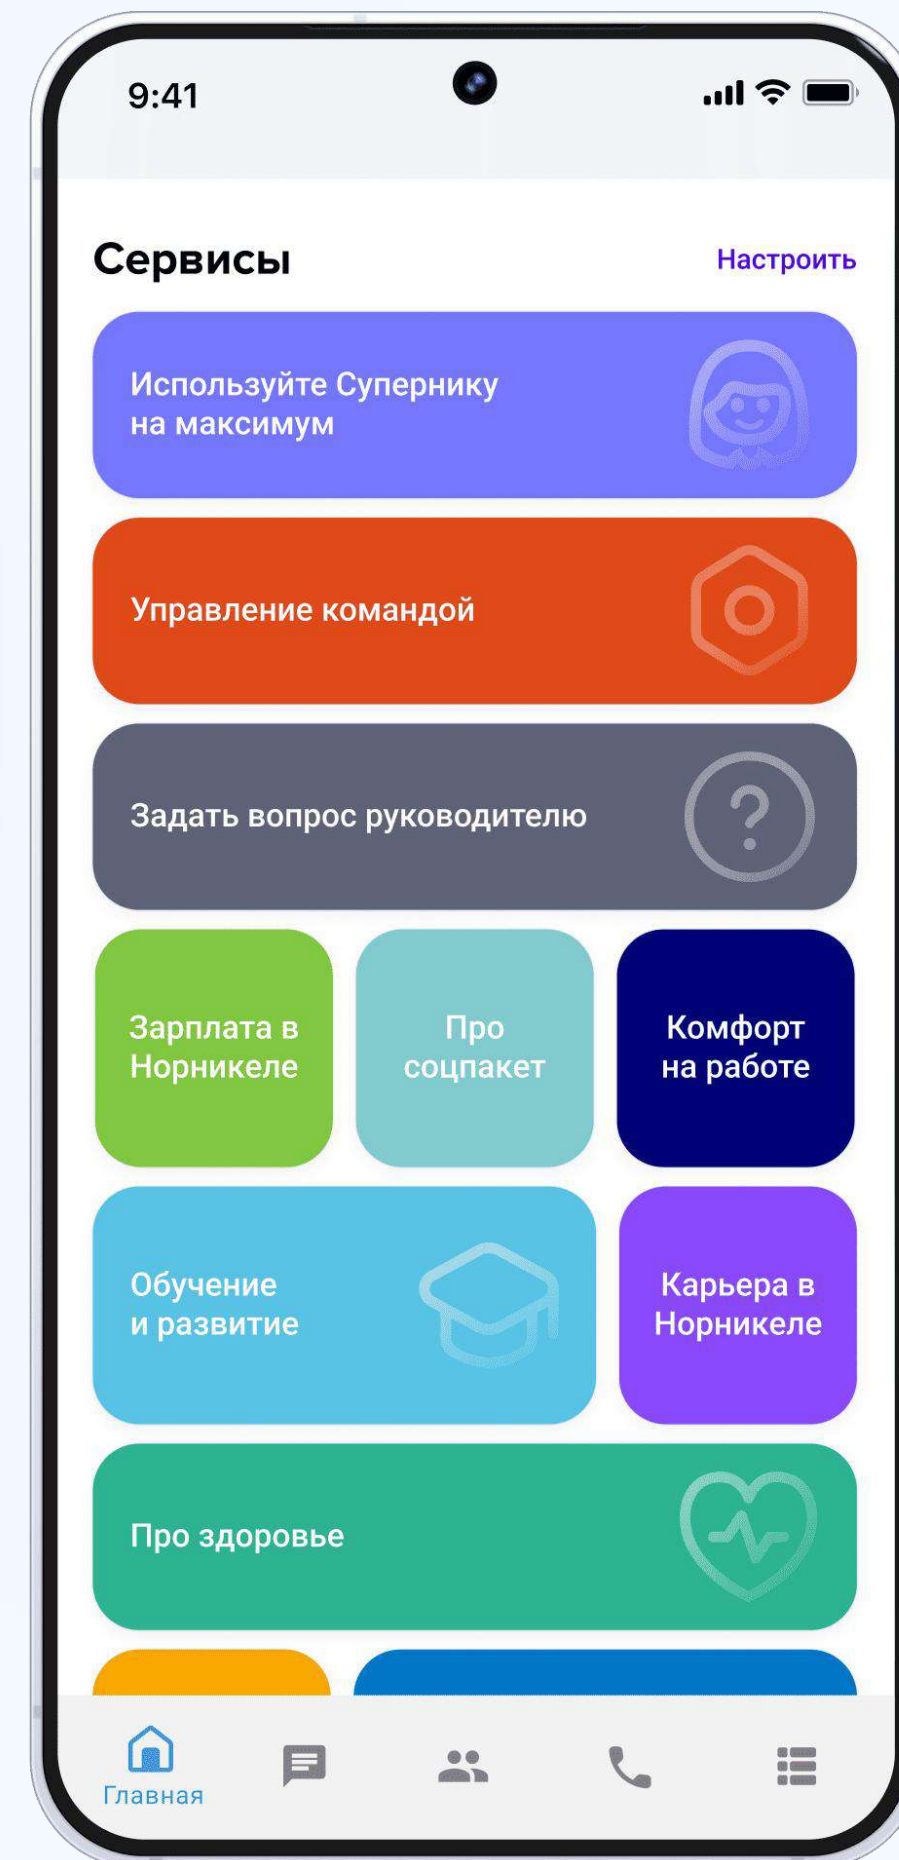 9:41
Сервисы
Настроить
Используйте Супернику
на максимум
Управление командой
Задать вопрос руководителю
Зарплата в
Норникеле
Про
соцпакет
Комфорт
на работе
Обучение
и развитие
Карьера в
Норникеле
Про здоровье
Главная